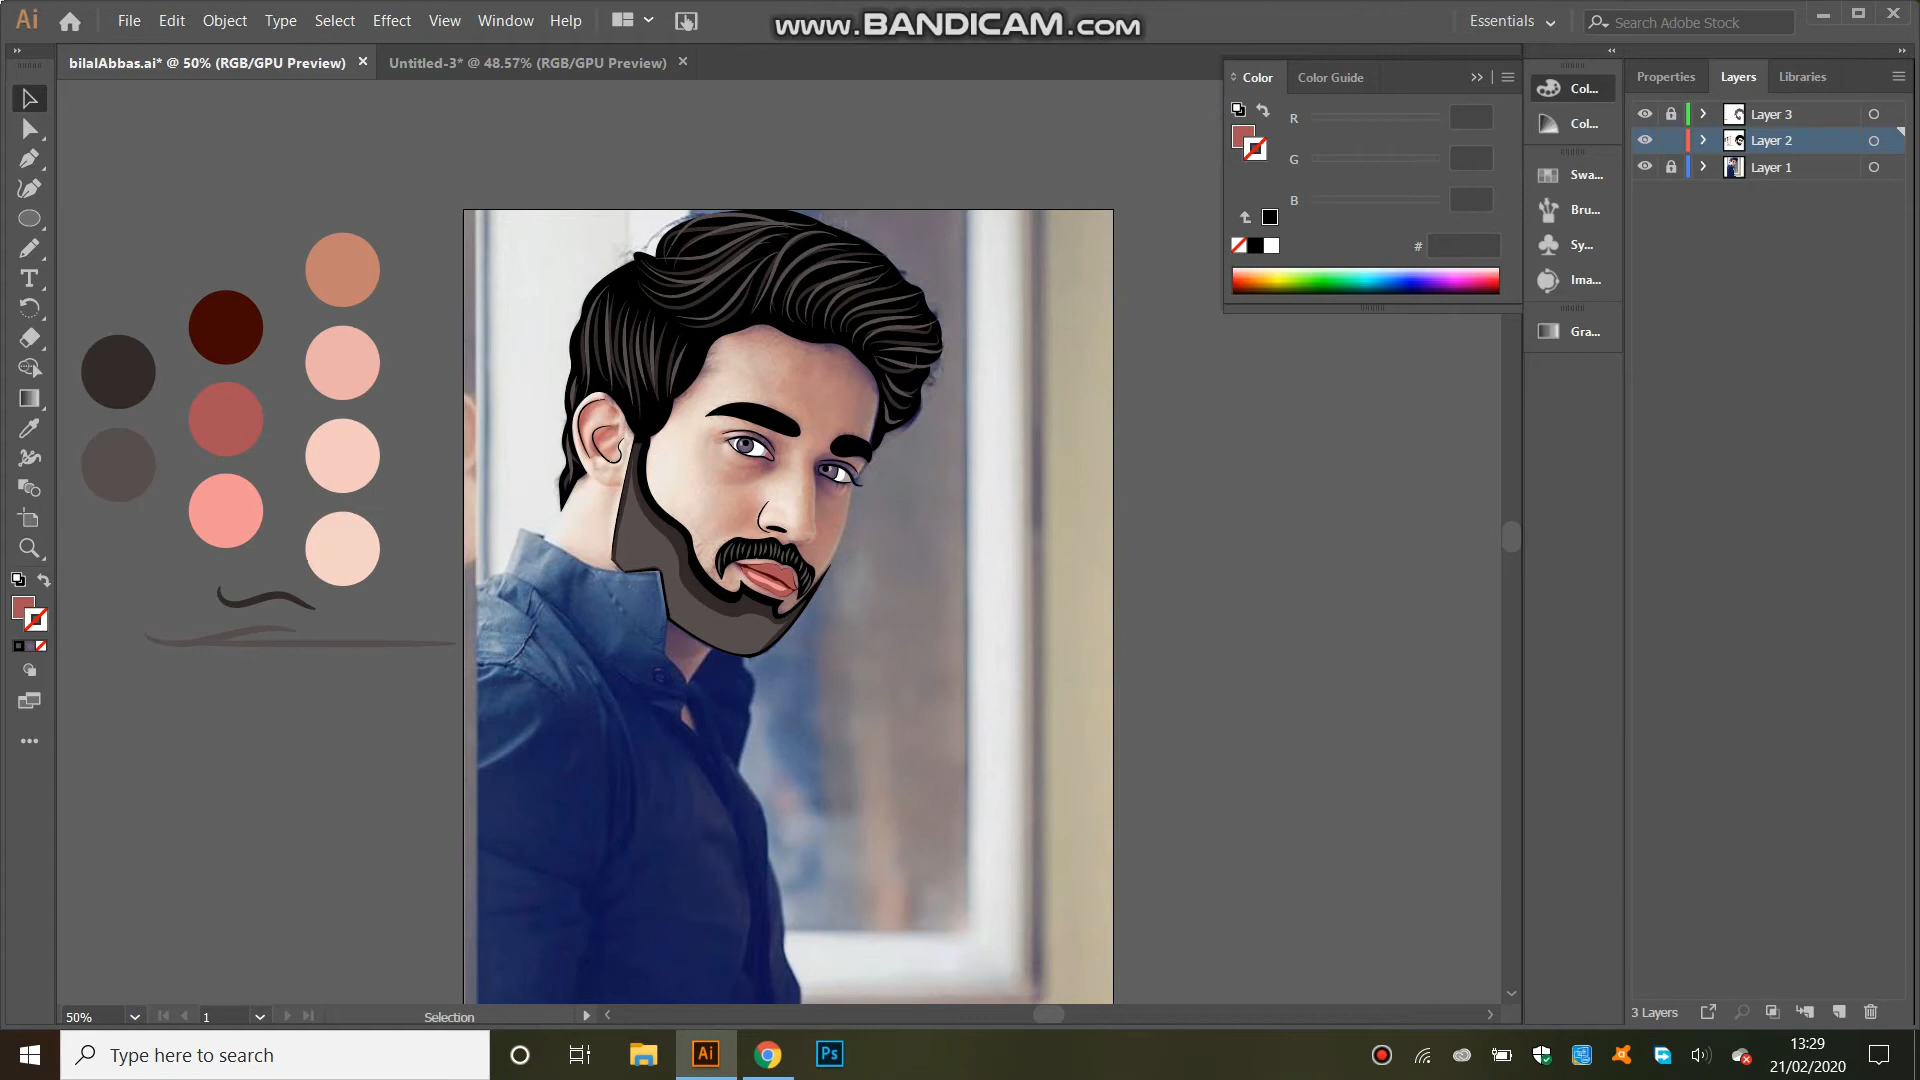 Ai File Edit Object Type Select Effect View Window Help
www.BANDICAM.com
Essentials
Search Adobe Stock
bilalAbbas.ai* @ 50% (RGB/GPU Preview) ×
Untitled-3* @ 48.57% (RGB/GPU Preview) ×
Color Color Guide
R
G
B
#
Col...
Col...
Swa...
Bru...
Sy...
Ima...
Gra...
Properties Layers Libraries
Layer 3
Layer 2
Layer 1
50% 1 Selection
3 Layers
Type here to search
Ai
Ps
13:29
21/02/2020